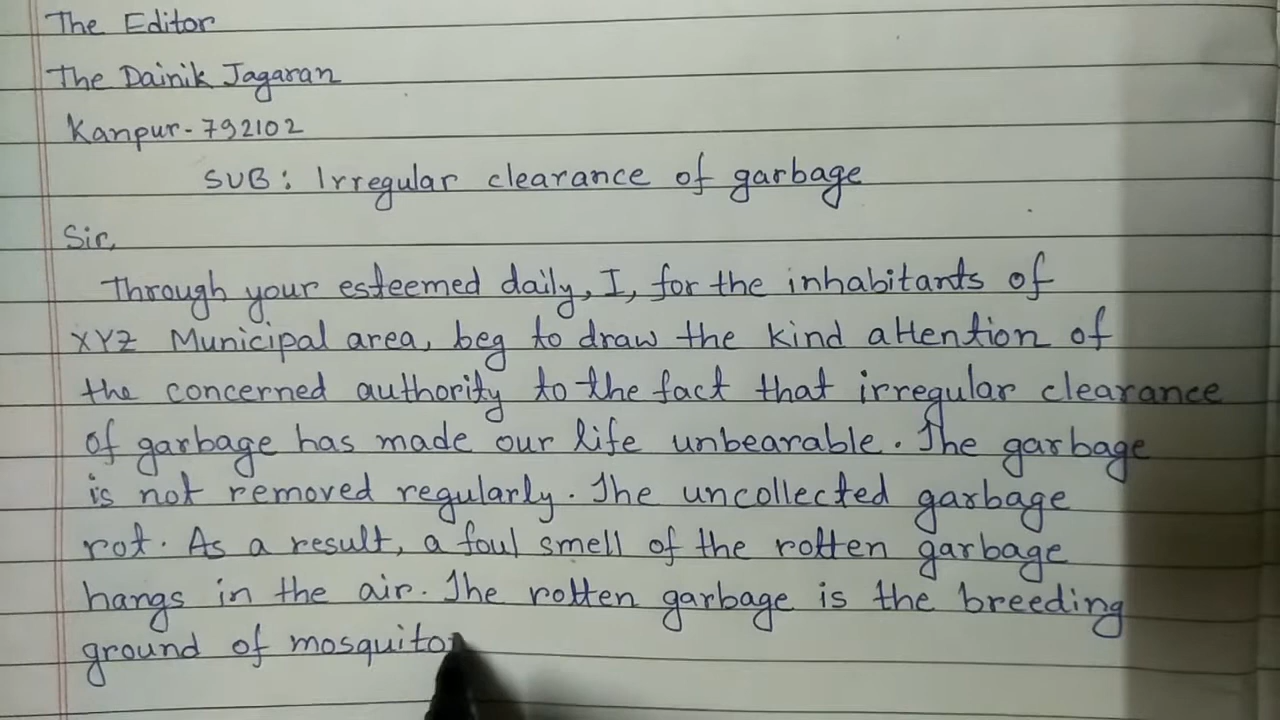 The Editor
The Dainik Jagaran
Kanpur-792102
SUB: Irregular clearance of garbage
Sir,
Through your esteemed daily, I, for the inhabitants of
XYZ Municipal area, beg to draw the kind attention of
the concerned authority to the fact that irregular clearance
of garbage has made our life unbearable. The garbage
is not removed regularly. The uncollected garbage
rot. As a result, a foul smell of the rotten garbage
hangs in the air. The rotten garbage is the breeding
ground of